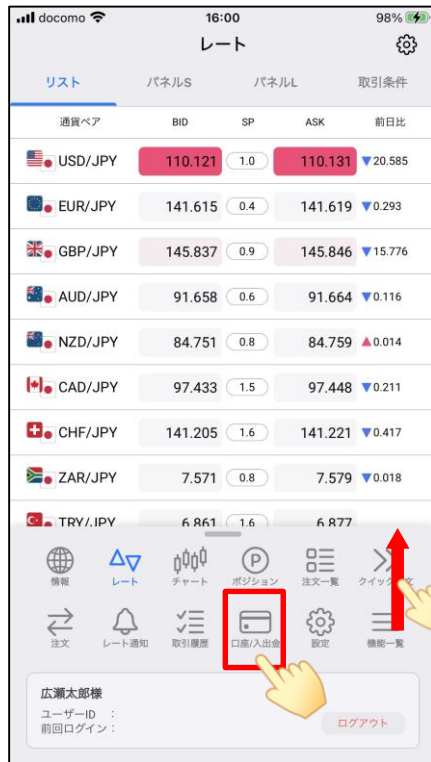 docomo 16:00 98%
レート
リスト パネルS パネルL 取引条件
通貨ペア BID SP ASK 前日比
USD/JPY 110.121 1.0 110.131 ▼20.585
EUR/JPY 141.615 0.4 141.619 ▼0.293
GBP/JPY 145.837 0.9 145.846 ▼15.776
AUD/JPY 91.658 0.6 91.664 ▼0.116
NZD/JPY 84.751 0.8 84.759 ▲0.014
CAD/JPY 97.433 1.5 97.448 ▼0.211
CHF/JPY 141.205 1.6 141.221 ▼0.417
ZAR/JPY 7.571 0.8 7.579 ▼0.018
TRY/JPY 6.861 1.6 6.877
情報 レート チャート P ポジション 注文一覧 クイック 文
注文 レート通知 取引履歴 口座/入出金 設定 機能一覧
広瀬太郎様
ユーザーID :
前回ログイン : ログアウト